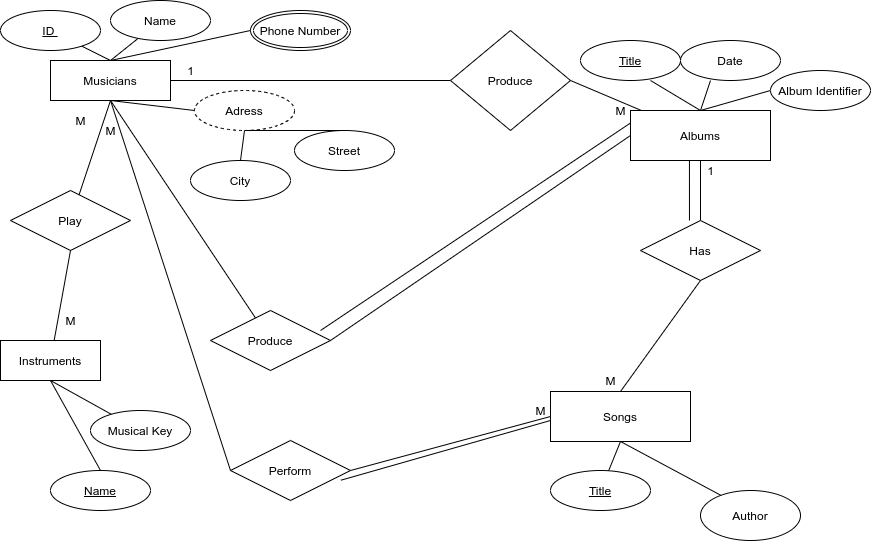 ID
Name
Phone Number
Musicians
1
Produce
Title
Date
Album Identifier
M
Albums
Adress
Street
City
M
M
Play
1
Has
M
Produce
Instruments
Musical Key
Name
M
M
Songs
Perform
Title
Author